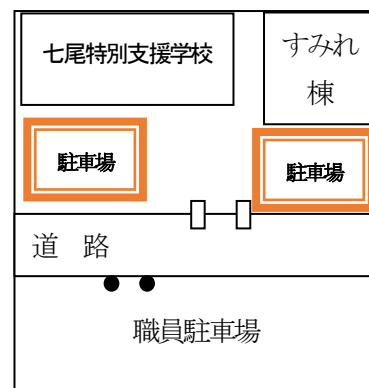 七尾特別支援学校
すみれ
棟
駐車場
駐車場
道 路
職員駐車場